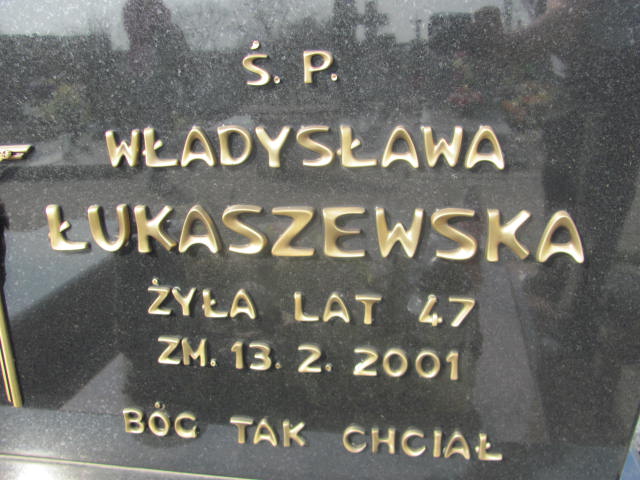 Ś. P.
WŁADYSŁAWA
ŁUKASZEWSKA
ŻYŁA LAT 47
ZM. 13. 2. 2001
BÓG TAK CHCIAŁ